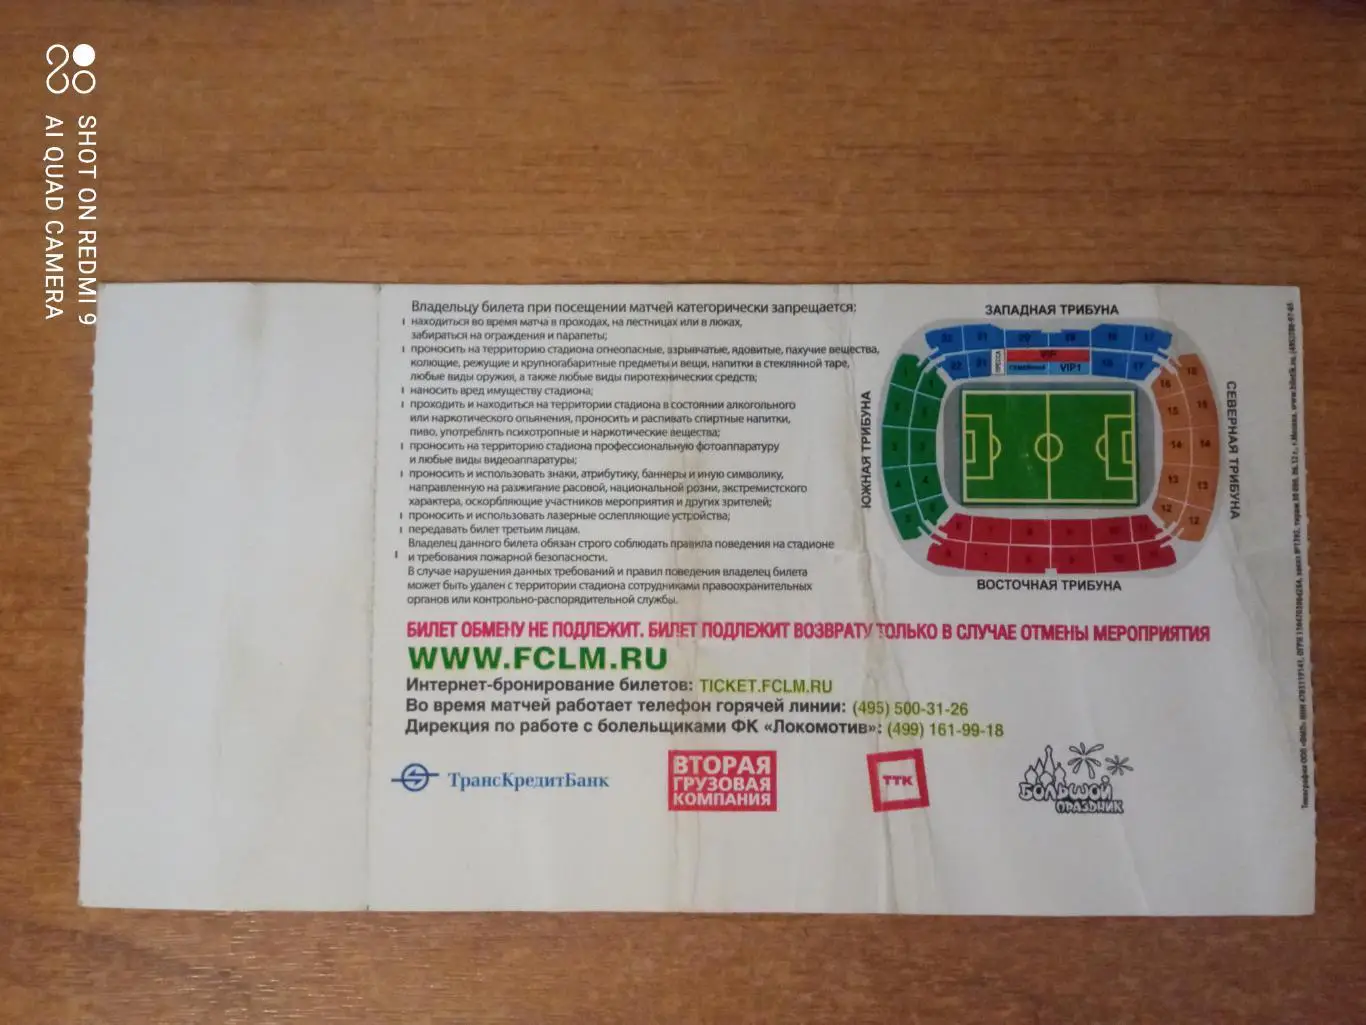 SHOT ON REDMI 9
AI QUAD CAMERA
Владельцу билета при посещении матчей категорически запрещается:
находиться во время матча в проходах, на лестницах или в люках,
забираться на ограждения и парапеты;
проносить на территорию стадиона огнеопасные, взрывчатые, ядовитые, пахучие вещества,
колющие, режущие и крупногабаритные предметы и вещи, напитки в стеклянной таре,
любые виды оружия, а также любые виды пиротехнических средств;
наносить вред имуществу стадиона;
проходить и находиться на территории стадиона в состоянии алкогольного
или наркотического опьянения, проносить и распивать спиртные напитки,
пиво, употреблять психотропные и наркотические вещества;
проносить на территорию стадиона профессиональную фотоаппаратуру
и любые виды видеоаппаратуры;
проносить и использовать знаки, атрибутику, баннеры и иную символику,
направленную на разжигание расовой, национальной розни, экстремистского
характера, оскорбляющие участников мероприятия и других зрителей;
проносить и использовать лазерные ослепляющие устройства;
передавать билет третьим лицам.
Владелец данного билета обязан строго соблюдать правила поведения на стадионе
и требования пожарной безопасности.
В случае нарушения данных требований и правил поведения владелец билета
может быть удален с территории стадиона сотрудниками правоохранительных
органов или контрольно-распорядительной службы.
ЗАПАДНАЯ ТРИБУНА
ЮЖНАЯ ТРИБУНА
СЕВЕРНАЯ ТРИБУНА
ВОСТОЧНАЯ ТРИБУНА
VIP
СЕМЕЙНАЯ VIP1
БИЛЕТ ОБМЕНУ НЕ ПОДЛЕЖИТ. БИЛЕТ ПОДЛЕЖИТ ВОЗВРАТУ ТОЛЬКО В СЛУЧАЕ ОТМЕНЫ МЕРОПРИЯТИЯ
WWW.FCLM.RU
Интернет-бронирование билетов: TICKET.FCLM.RU
Во время матчей работает телефон горячей линии: (495) 500-31-26
Дирекция по работе с болельщиками ФК «Локомотив»: (499) 161-99-18
ТрансКредитБанк
ВТОРАЯ
ГРУЗОВАЯ
КОМПАНИЯ
ТТК
БОЛЬШОЙ
ПРАЗДНИК